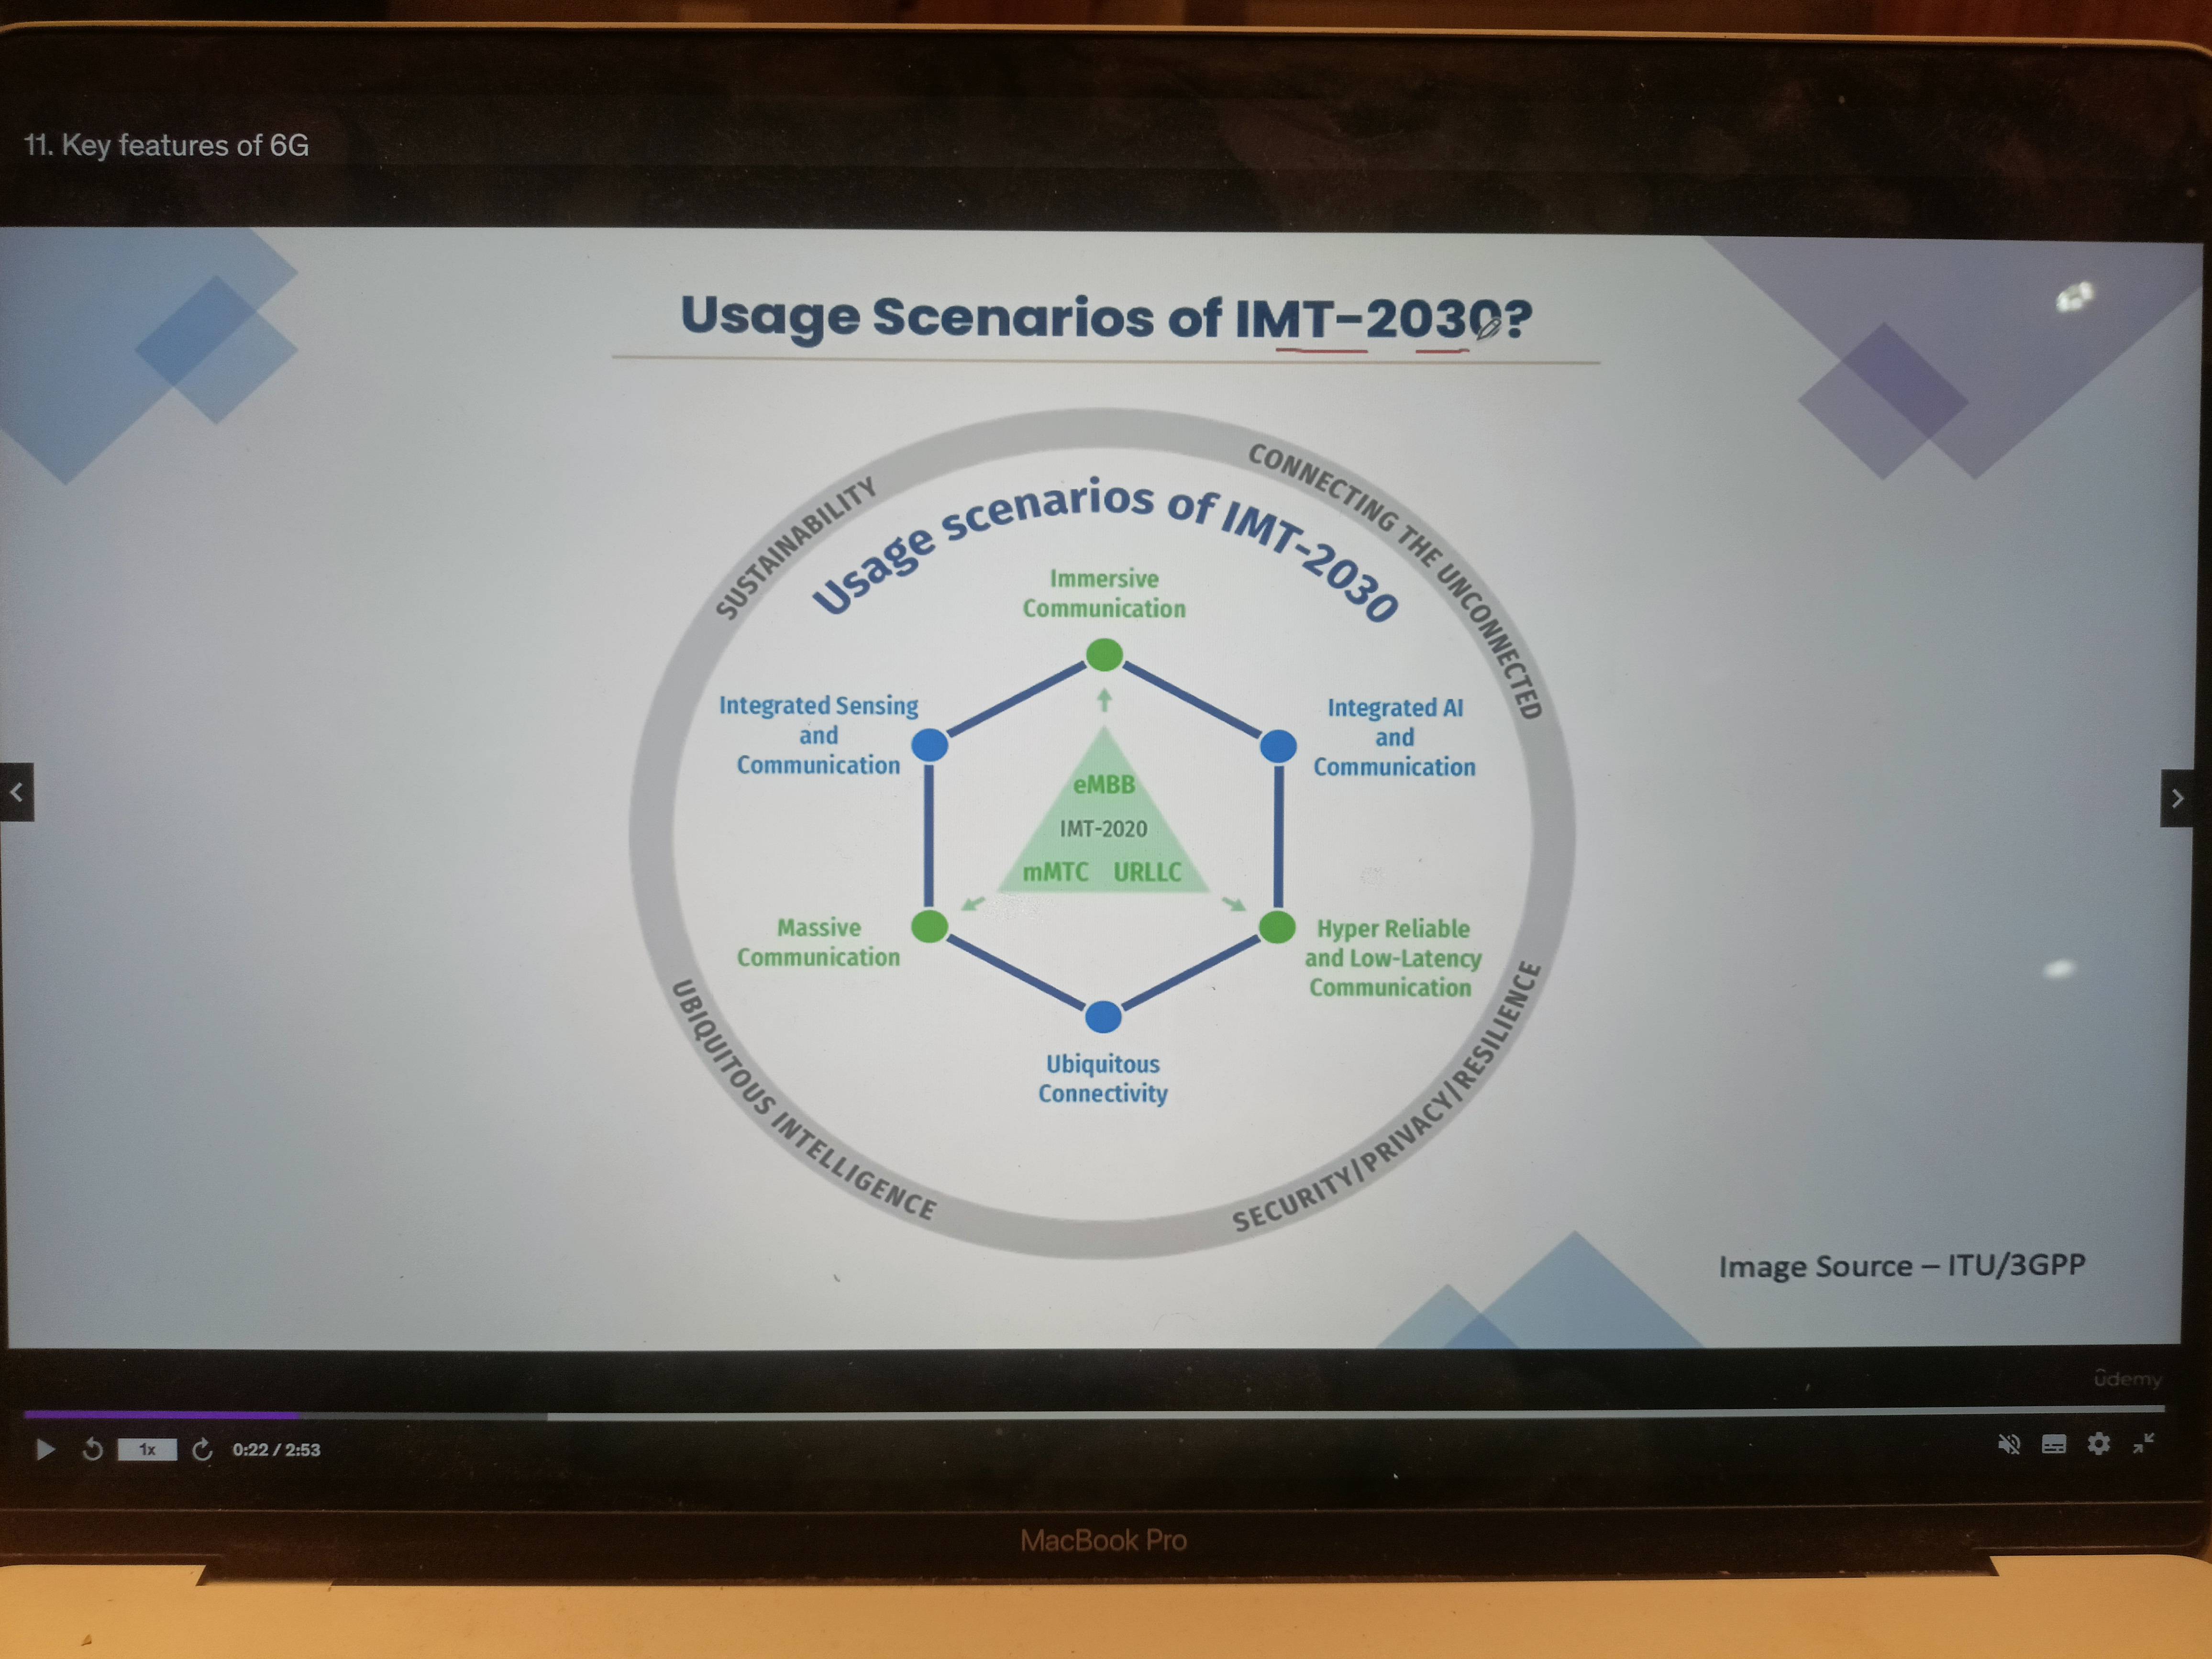 11. Key features of 6G
Usage Scenarios of IMT-2030?
SUSTAINABILITY
CONNECTING THE UNCONNECTED
Usage scenarios of IMT-2030
Immersive
Communication
Integrated Sensing
and
Communication
Integrated AI
and
Communication
eMBB
IMT-2020
mMTC URLLC
Massive
Communication
Hyper Reliable
and Low-Latency
Communication
Ubiquitous
Connectivity
UBIQUITOUS INTELLIGENCE
SECURITY/PRIVACY/RESILIENCE
Image Source – ITU/3GPP
ûdemy
1x
0:22 / 2:53
MacBook Pro